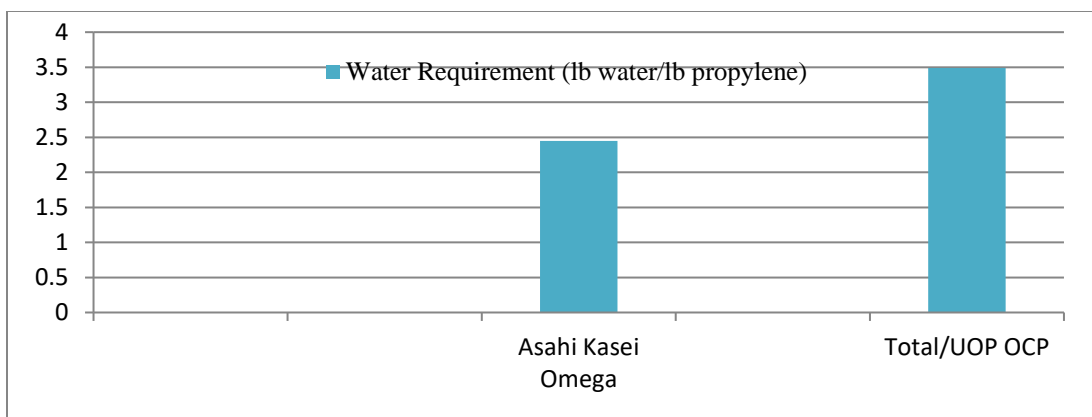 4
Water Requirement (lb water/lb propylene)
3.5
3
2.5
2
1.5
1
0.5
0
Asahi Kasei
Omega
Total/UOP OCP